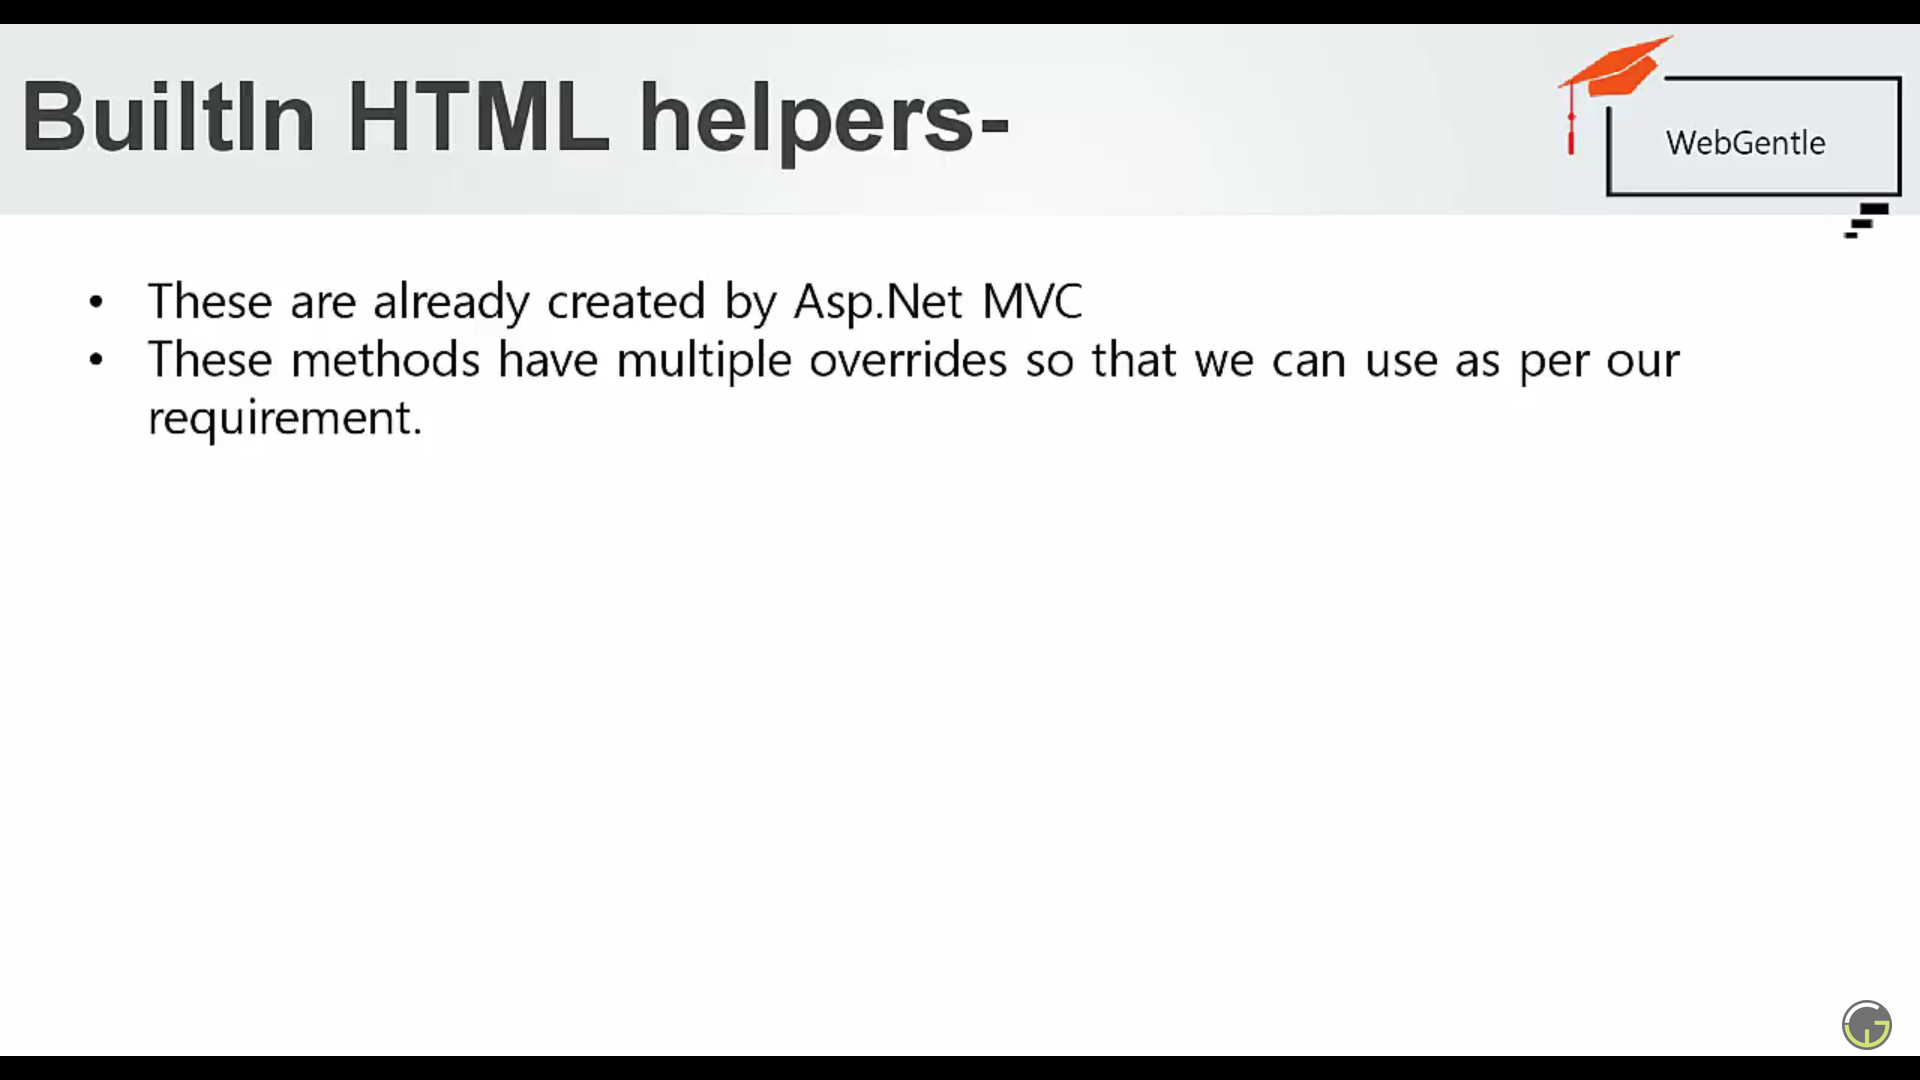 BuiltIn HTML helpers-
WebGentle
• These are already created by Asp.Net MVC
• These methods have multiple overrides so that we can use as per our
requirement.